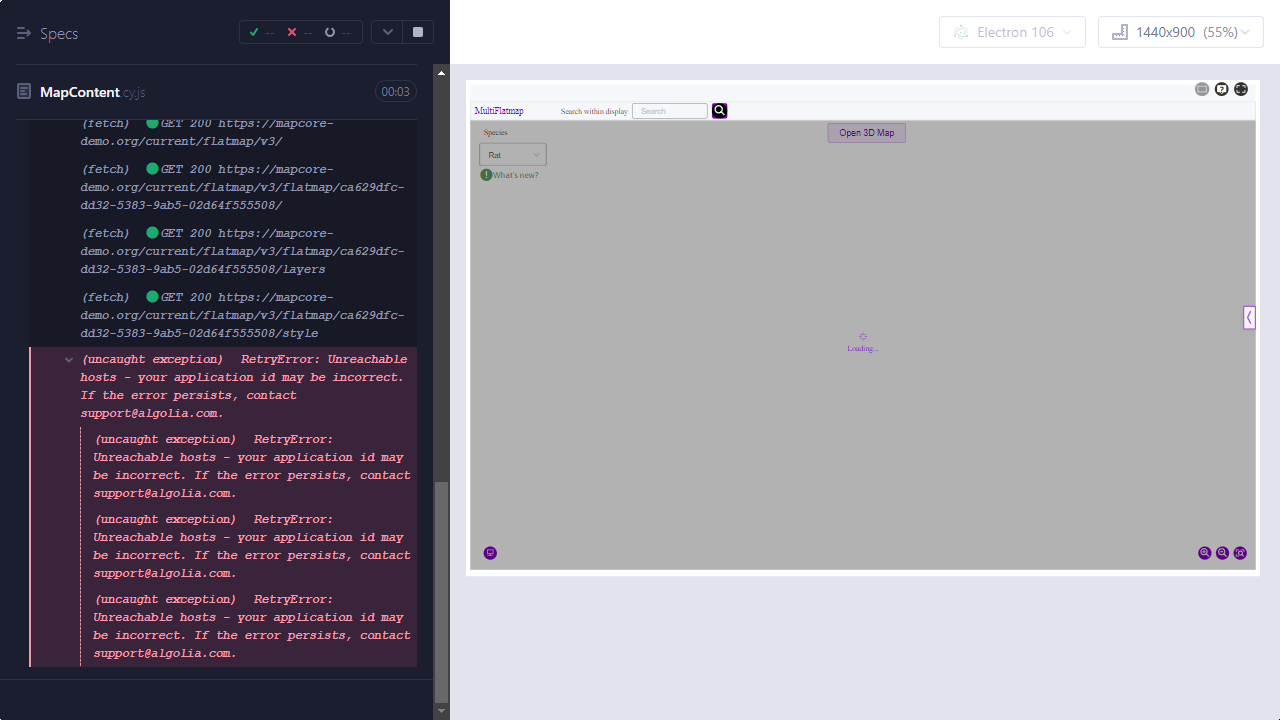 Specs
-- -- --
MapContent cy.js
00:03
(fetch) GET 200 https://mapcore-
demo.org/current/flatmap/v3/
(fetch) GET 200 https://mapcore-
demo.org/current/flatmap/v3/flatmap/ca629dfc-
dd32-5383-9ab5-02d64f555508/
(fetch) GET 200 https://mapcore-
demo.org/current/flatmap/v3/flatmap/ca629dfc-
dd32-5383-9ab5-02d64f555508/layers
(fetch) GET 200 https://mapcore-
demo.org/current/flatmap/v3/flatmap/ca629dfc-
dd32-5383-9ab5-02d64f555508/style
(uncaught exception) RetryError: Unreachable
hosts - your application id may be incorrect.
If the error persists, contact
support@algolia.com.
(uncaught exception) RetryError:
Unreachable hosts - your application id may
be incorrect. If the error persists, contact
support@algolia.com.
(uncaught exception) RetryError:
Unreachable hosts - your application id may
be incorrect. If the error persists, contact
support@algolia.com.
(uncaught exception) RetryError:
Unreachable hosts - your application id may
be incorrect. If the error persists, contact
support@algolia.com.
Electron 106
1440x900 (55%)
MultiFlatmap
Search within display
Search
Species
Open 3D Map
Rat
What's new?
Loading...